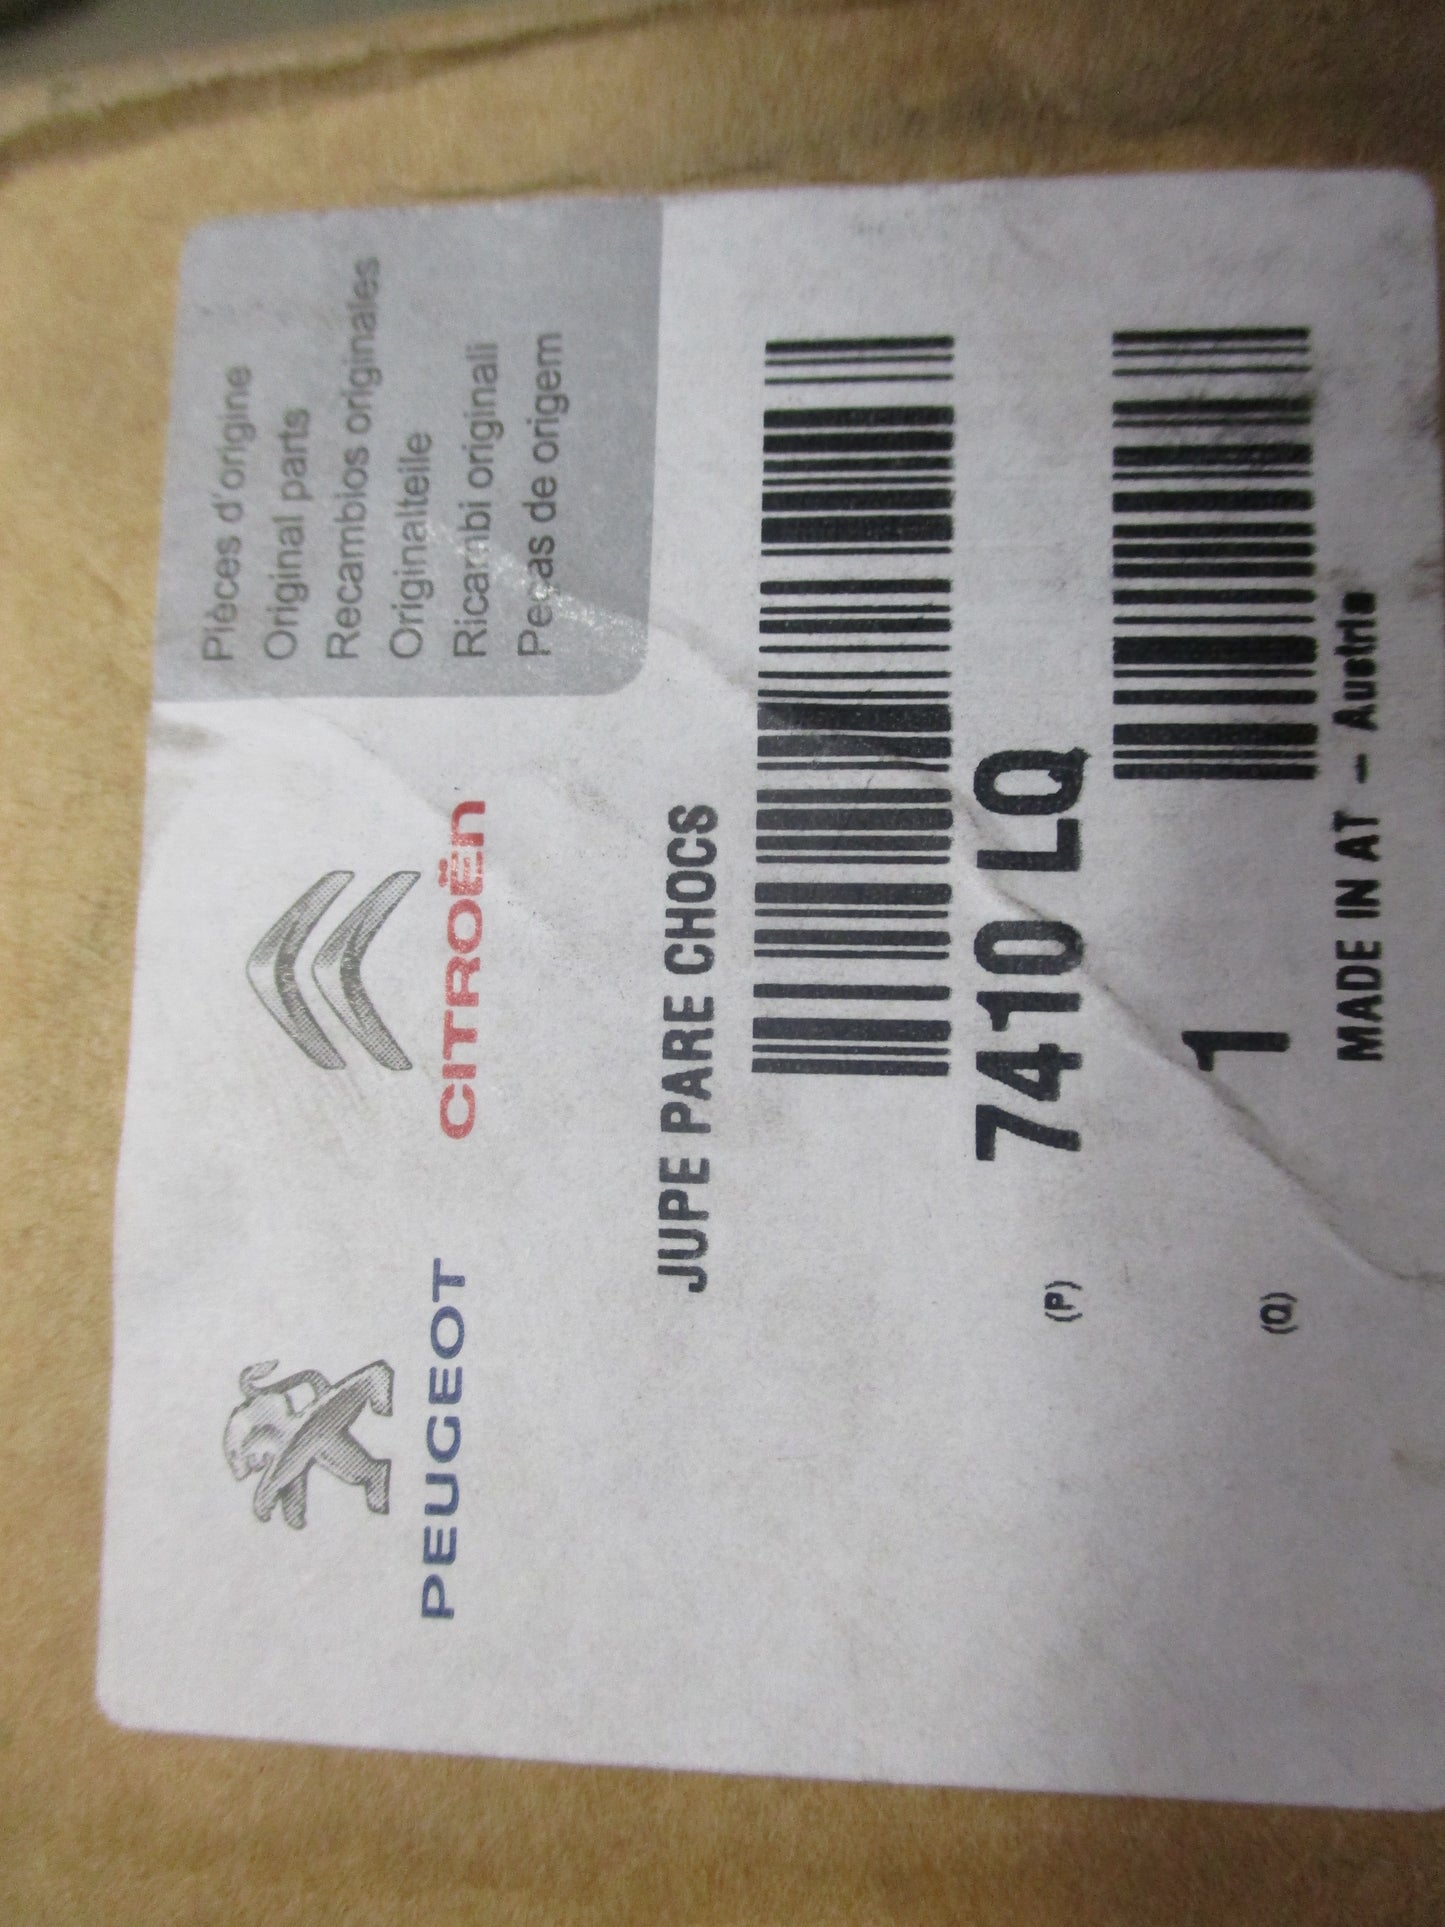 PEUGEOT
CITROËN
Pièces d'origine
Original parts
Recambios originales
Originalteile
Ricambi originali
Peças de origem
JUPE PARE CHOCS
(P) 7410 LQ
(Q) 1
MADE IN AT - Austria